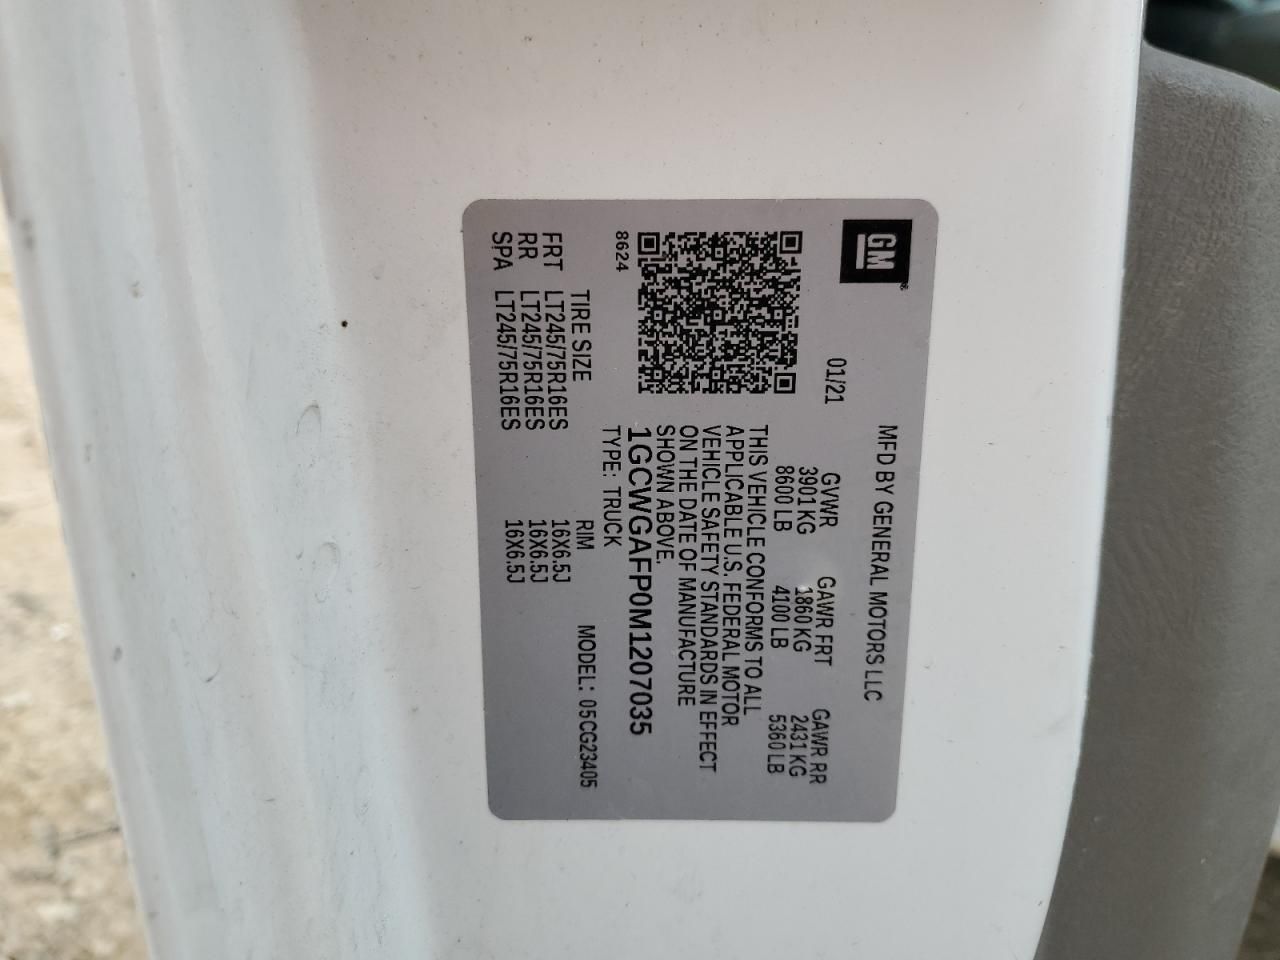 GM
MFD BY GENERAL MOTORS LLC
01/21
GVWR GAWR FRT GAWR RR
3901 KG 1860 KG 2431 KG
8600 LB 4100 LB 5360 LB
THIS VEHICLE CONFORMS TO ALL
APPLICABLE U.S. FEDERAL MOTOR
VEHICLE SAFETY STANDARDS IN EFFECT
ON THE DATE OF MANUFACTURE
SHOWN ABOVE.
1GCWGAFP0M1207035
8624
TYPE: TRUCK MODEL: 05CG23405
TIRE SIZE RIM
FRT LT245/75R16ES 16X6.5J
RR LT245/75R16ES 16X6.5J
SPA LT245/75R16ES 16X6.5J